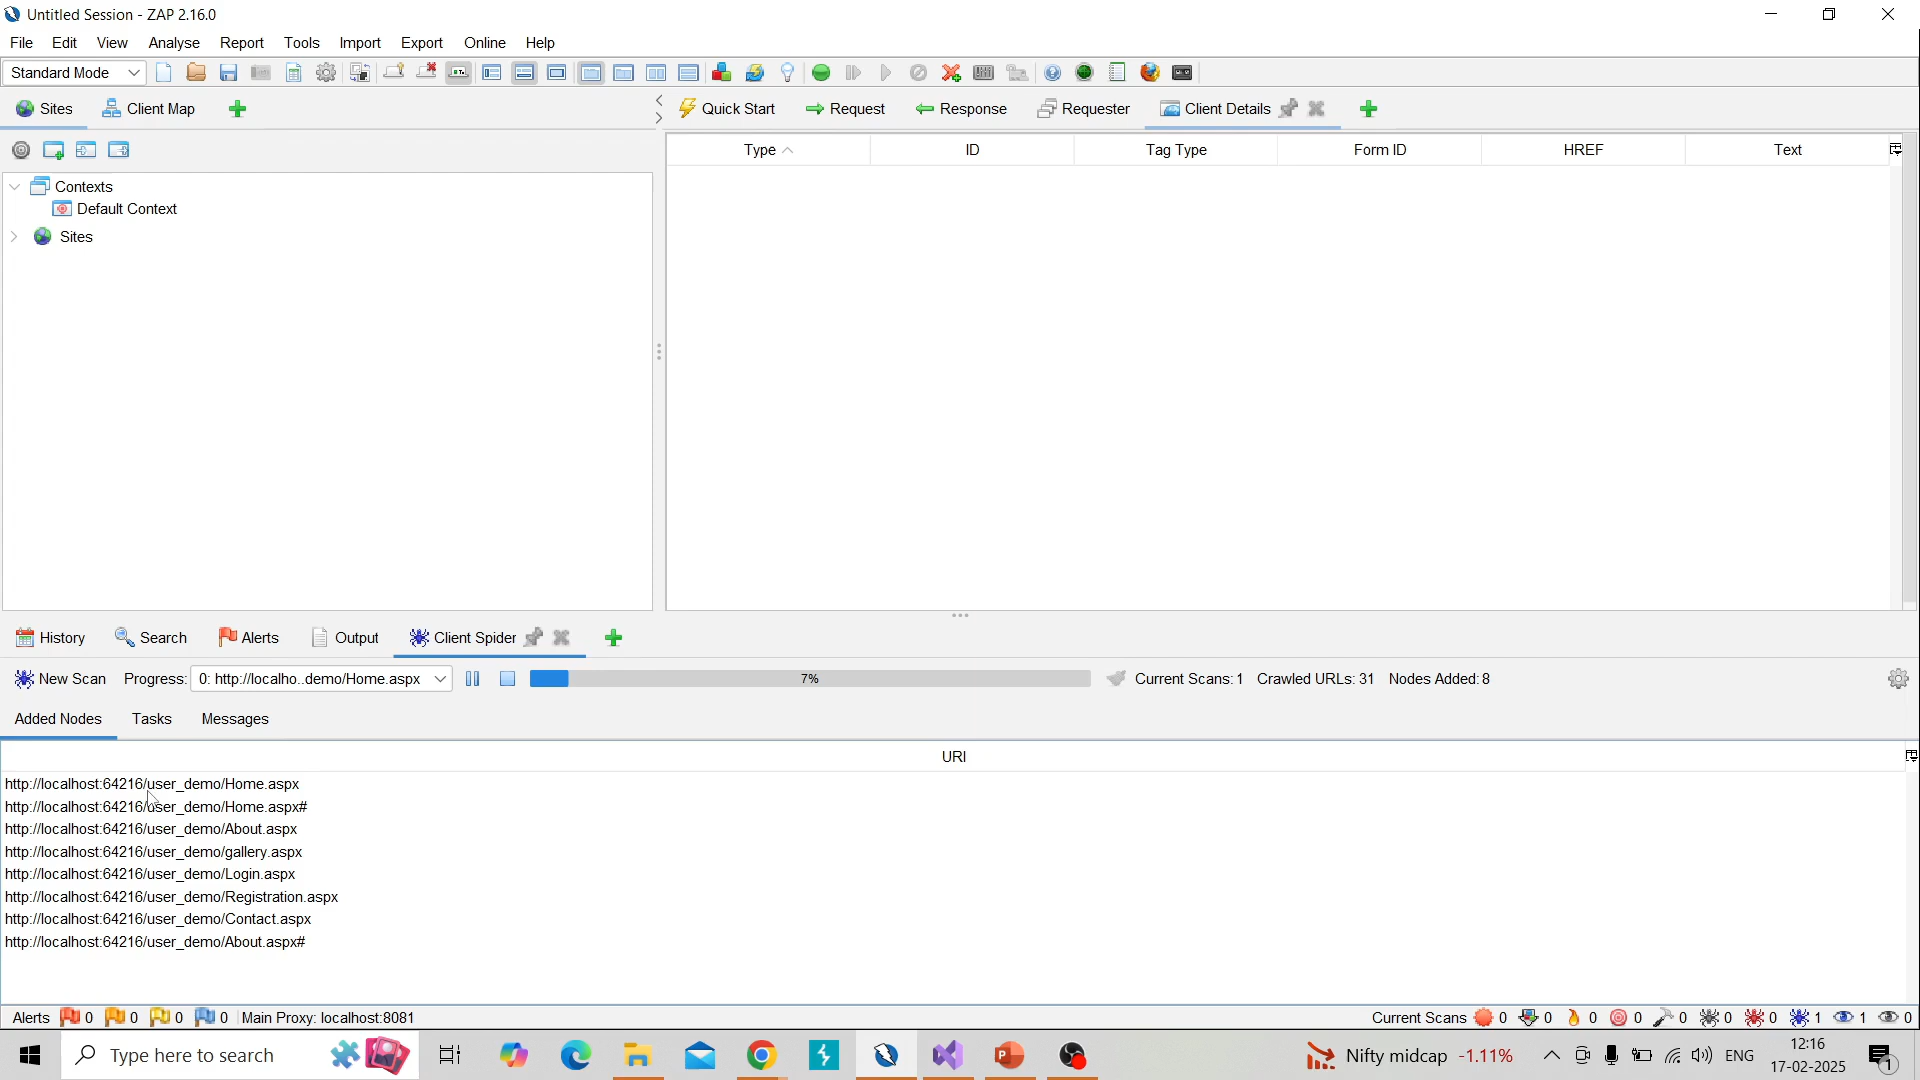 Untitled Session - ZAP 2.16.0
File Edit View Analyse Report Tools Import Export Online Help
Standard Mode
Sites Client Map Quick Start Request Response Requester Client Details
Type ID Tag Type Form ID HREF Text
Contexts
Default Context
Sites
History Search Alerts Output Client Spider
New Scan Progress: 0: http://localho..demo/Home.aspx 7% Current Scans: 1 Crawled URLs: 31 Nodes Added: 8
Added Nodes Tasks Messages
URI
http://localhost:64216/user_demo/Home.aspx
http://localhost:64216/user_demo/Home.aspx#
http://localhost:64216/user_demo/About.aspx
http://localhost:64216/user_demo/gallery.aspx
http://localhost:64216/user_demo/Login.aspx
http://localhost:64216/user_demo/Registration.aspx
http://localhost:64216/user_demo/Contact.aspx
http://localhost:64216/user_demo/About.aspx#
Alerts 0 0 0 0 Main Proxy: localhost:8081 Current Scans 0 0 0 0 0 0 0 1 1 0
Type here to search Nifty midcap -1.11% ENG 12:16
17-02-2025 1